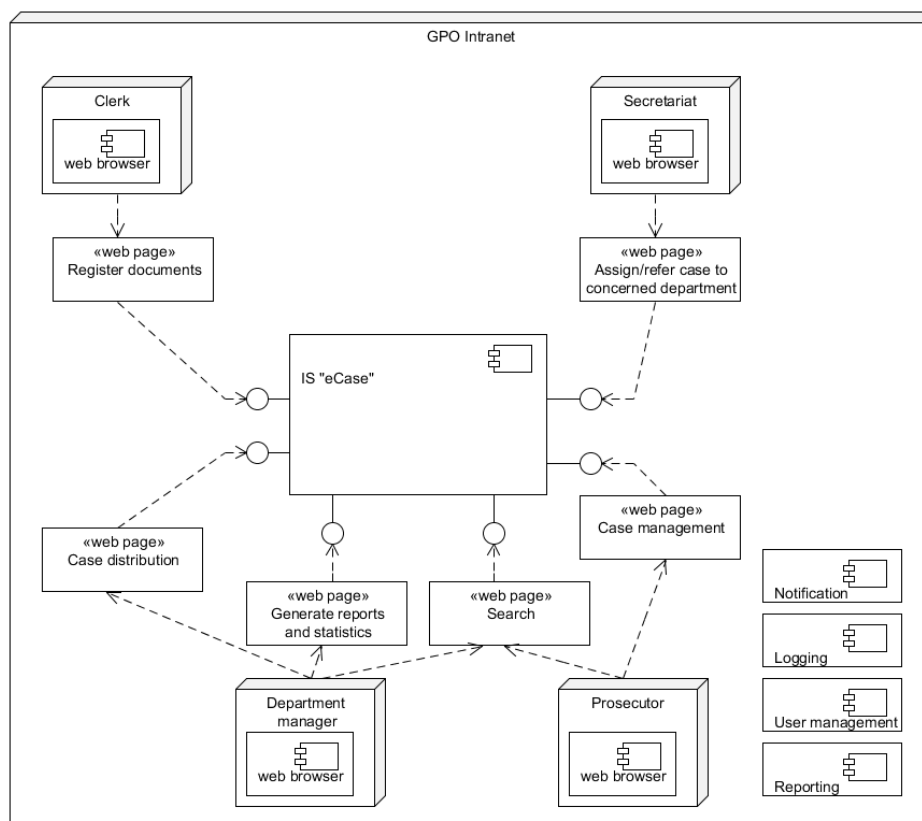 GPO Intranet
Clerk
web browser
Secretariat
web browser
«web page»
Register documents
«web page»
Assign/refer case to
concerned department
IS "eCase"
«web page»
Case management
«web page»
Case distribution
«web page»
Generate reports
and statistics
«web page»
Search
Notification
Logging
User management
Reporting
Department
manager
web browser
Prosecutor
web browser